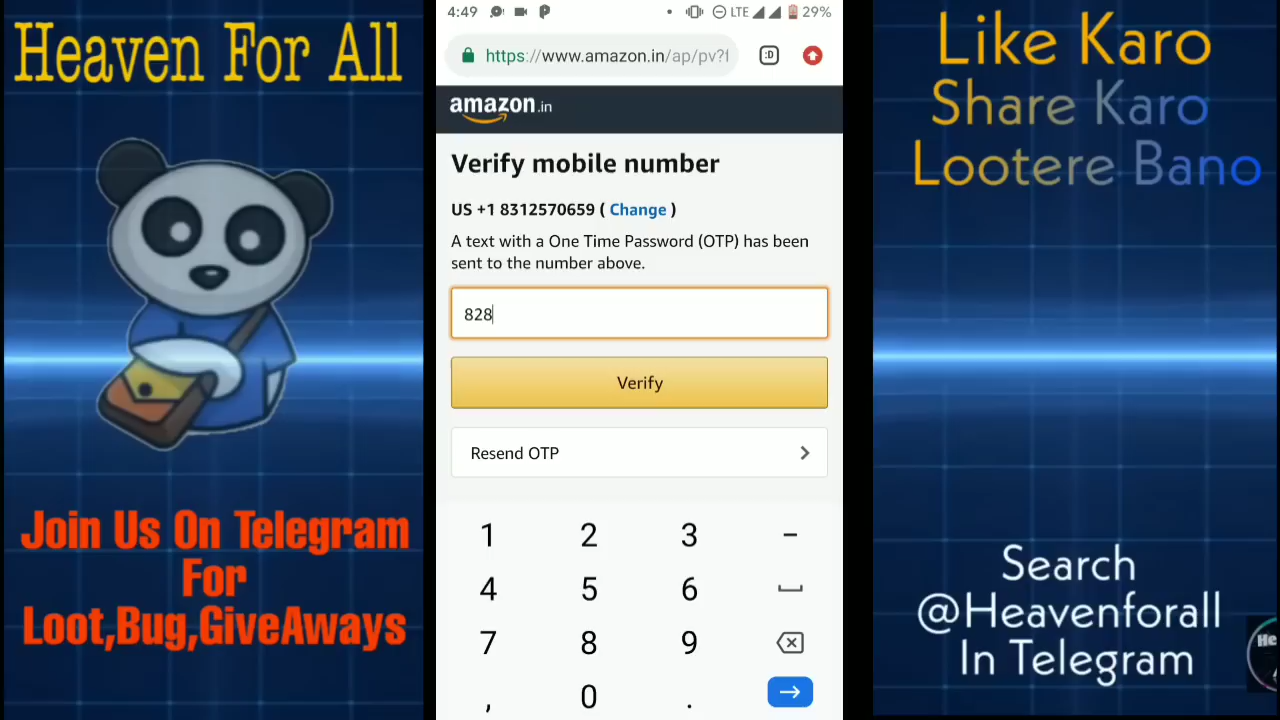 Heaven For All
Join Us On Telegram
For
Loot,Bug,GiveAways
4:49
LTE
29%
https://www.amazon.in/ap/pv?
:D
amazon.in
Verify mobile number
US +1 8312570659 ( Change )
A text with a One Time Password (OTP) has been
sent to the number above.
828
Verify
Resend OTP
1 2 3 –
4 5 6
7 8 9
, 0 .
Like Karo
Share Karo
Lootere Bano
Search
@Heavenforall
In Telegram
He